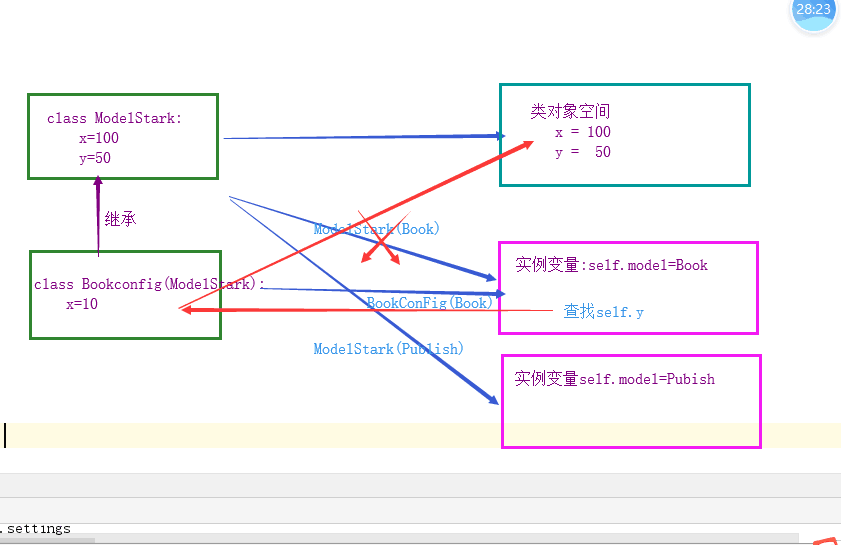 28:23
class ModelStark:
x=100
y=50
类对象空间
x = 100
y = 50
继承
ModelStark(Book)
class Bookconfig(ModelStark):
x=10
实例变量:self.model=Book
BookConFig(Book)
查找self.y
ModelStark(Publish)
实例变量self.model=Pubish
.settings